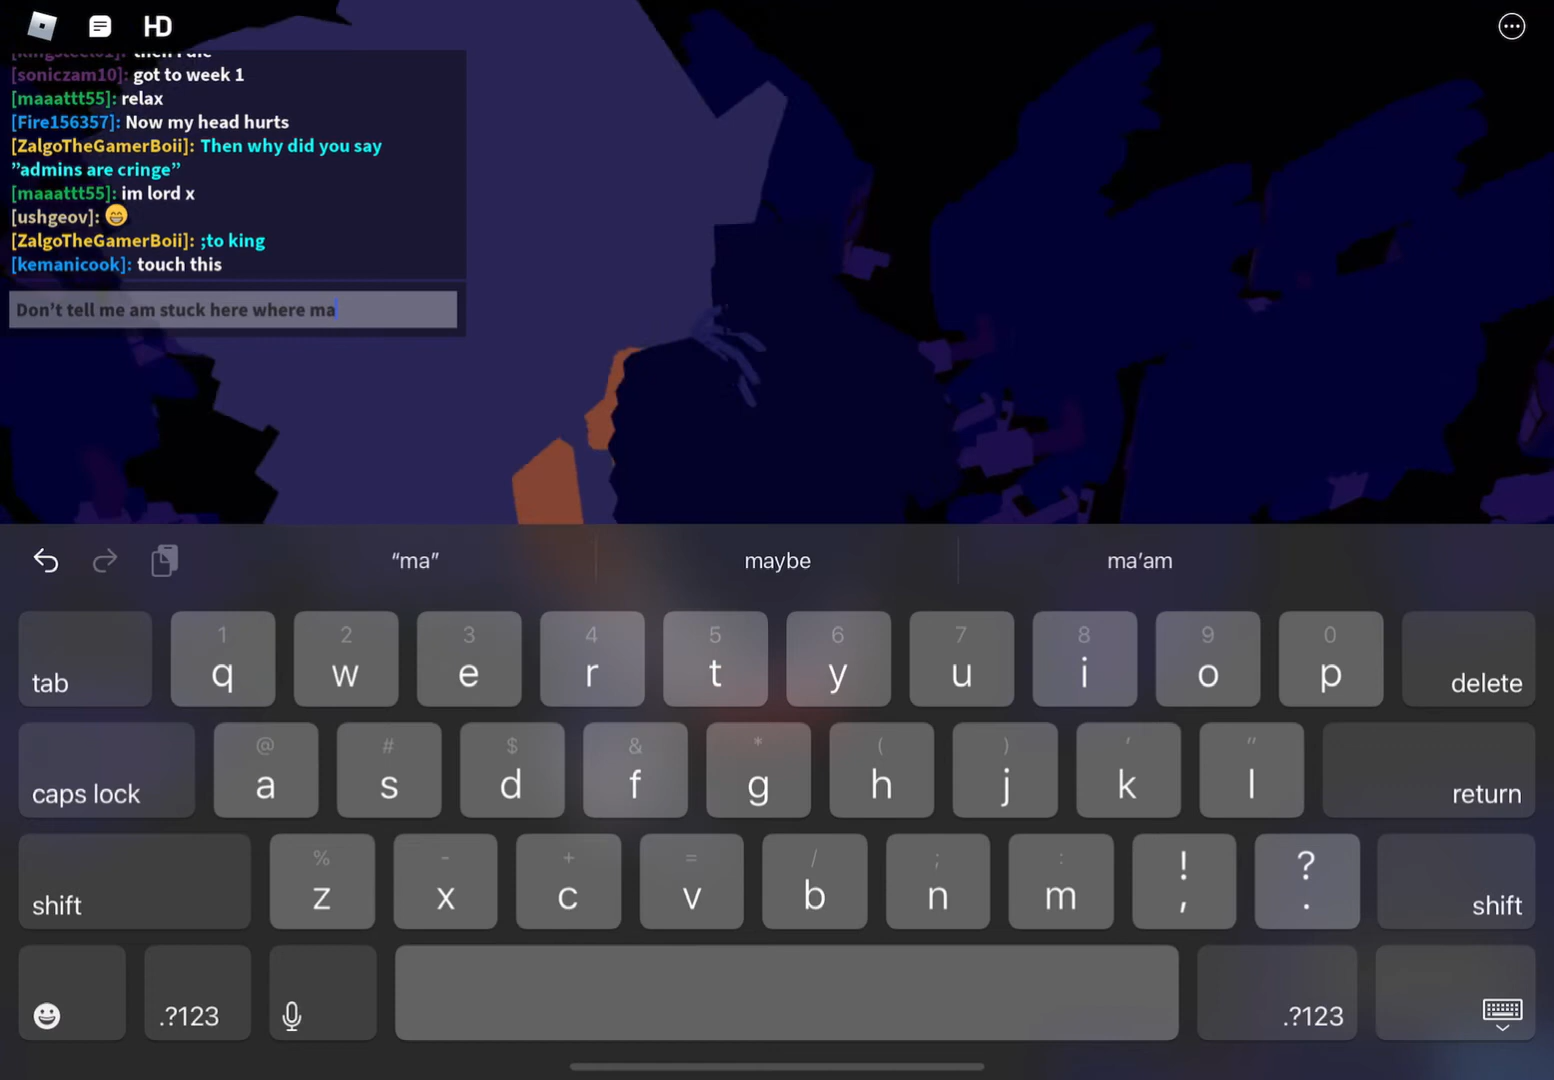 HD
then i die
[soniczam10]: got to week 1
[maaattt55]: relax
[Fire156357]: Now my head hurts
[ZalgoTheGamerBoii]: Then why did you say
”admins are cringe”
[maaattt55]: im lord x
[ushgeov]: 😄
[ZalgoTheGamerBoii]: ;to king
[kemanicook]: touch this
Don’t tell me am stuck here where ma
“ma” maybe ma’am
1 2 3 4 5 6 7 8 9 0
tab q w e r t y u i o p delete
@ # $ & * ( ) ' "
caps lock a s d f g h j k l return
% - + = / ; : ! ?
shift z x c v b n m , . shift
.?123 .?123